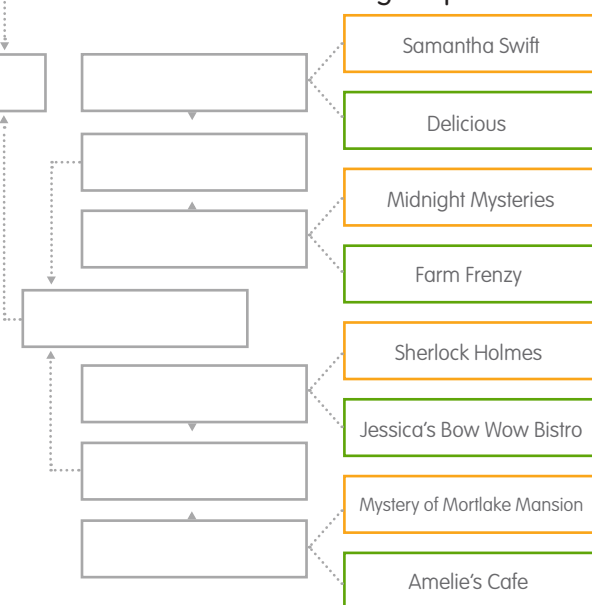 Samantha Swift
Delicious
Midnight Mysteries
Farm Frenzy
Sherlock Holmes
Jessica's Bow Wow Bistro
Mystery of Mortlake Mansion
Amelie's Cafe